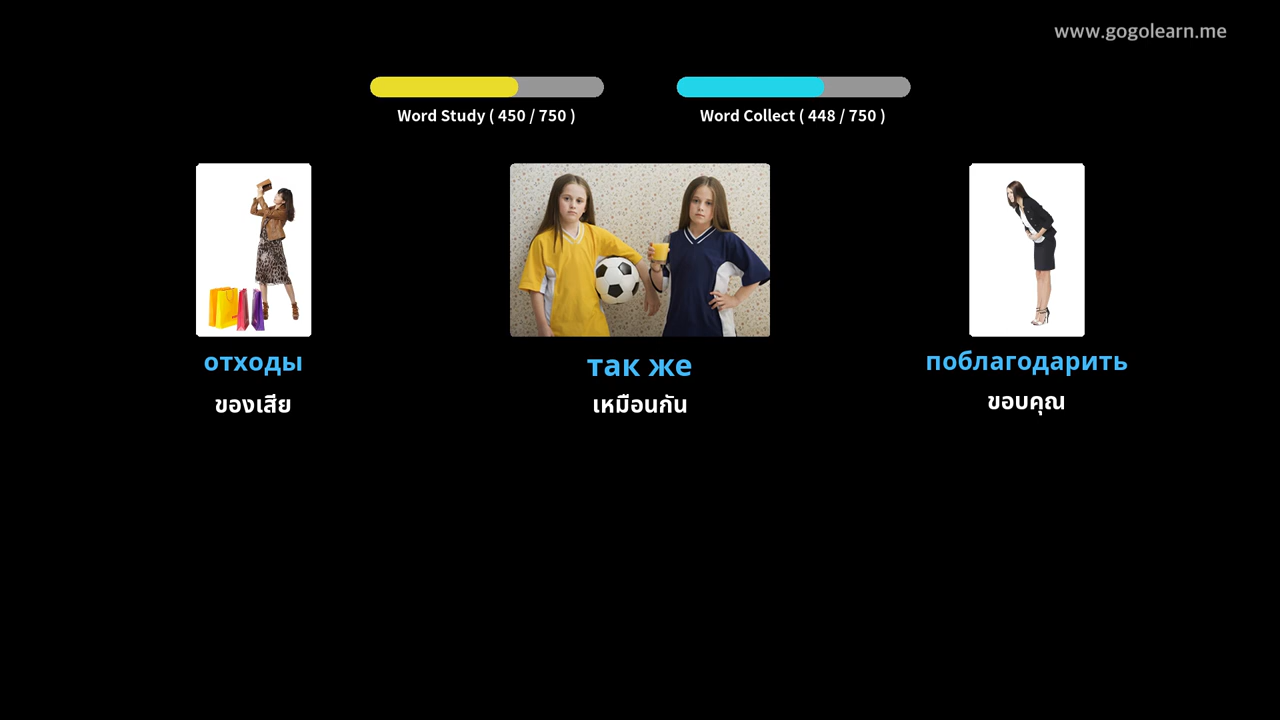 www.gogolearn.me
Word Study ( 450 / 750 )
Word Collect ( 448 / 750 )
отходы
так же
поблагодарить
ของเสีย
เหมือนกัน
ขอบคุณ